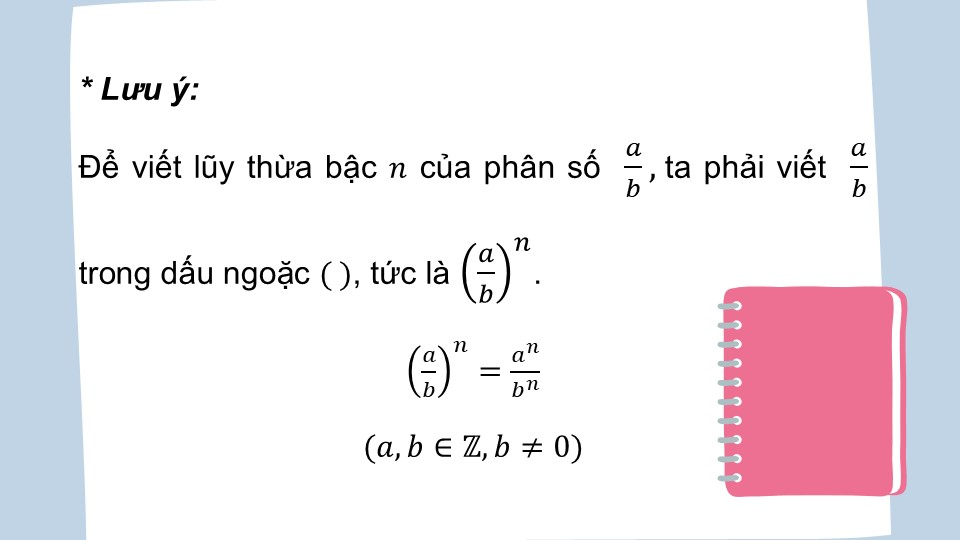 * Lưu ý:
Để viết lũy thừa bậc 𝑛 của phân số 𝑎/𝑏, ta phải viết 𝑎/𝑏
trong dấu ngoặc ( ), tức là (𝑎/𝑏)^𝑛.
(𝑎/𝑏)^𝑛 = 𝑎^𝑛/𝑏^𝑛
(𝑎, 𝑏 ∈ ℤ, 𝑏 ≠ 0)